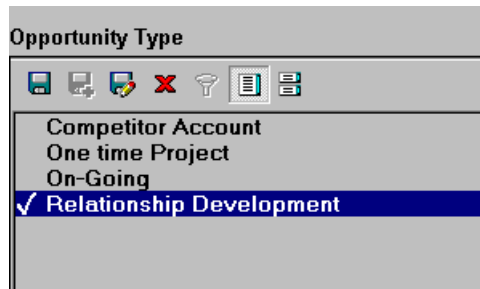 Opportunity Type
Competitor Account
One time Project
On-Going
Relationship Development